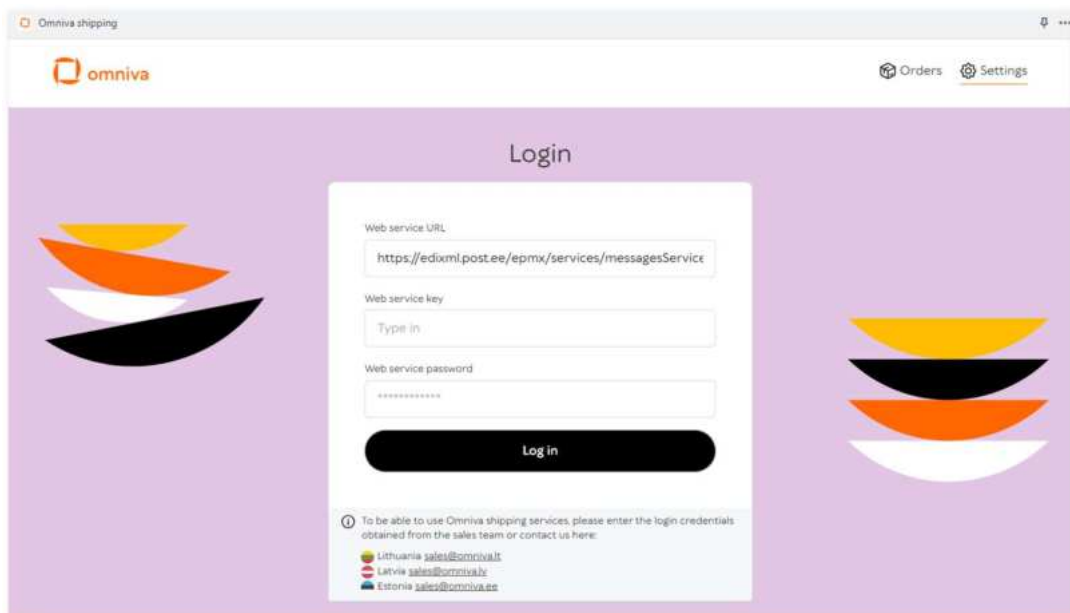 Omniva shipping
omniva
Orders
Settings
Login
Web service URL
https://edixml.post.ee/epmx/services/messagesService
Web service key
Type in
Web service password
************
Log in
To be able to use Omniva shipping services, please enter the login credentials
obtained from the sales team or contact us here:
Lithuania sales@omniva.lt
Latvia sales@omniva.lv
Estonia sales@omniva.ee